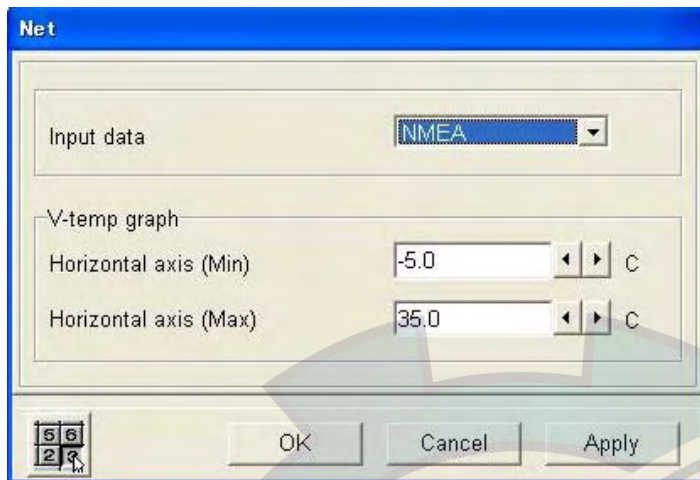 Net
Input data NMEA
V-temp graph
Horizontal axis (Min) -5.0 C
Horizontal axis (Max) 35.0 C
5 6
2
OK Cancel Apply